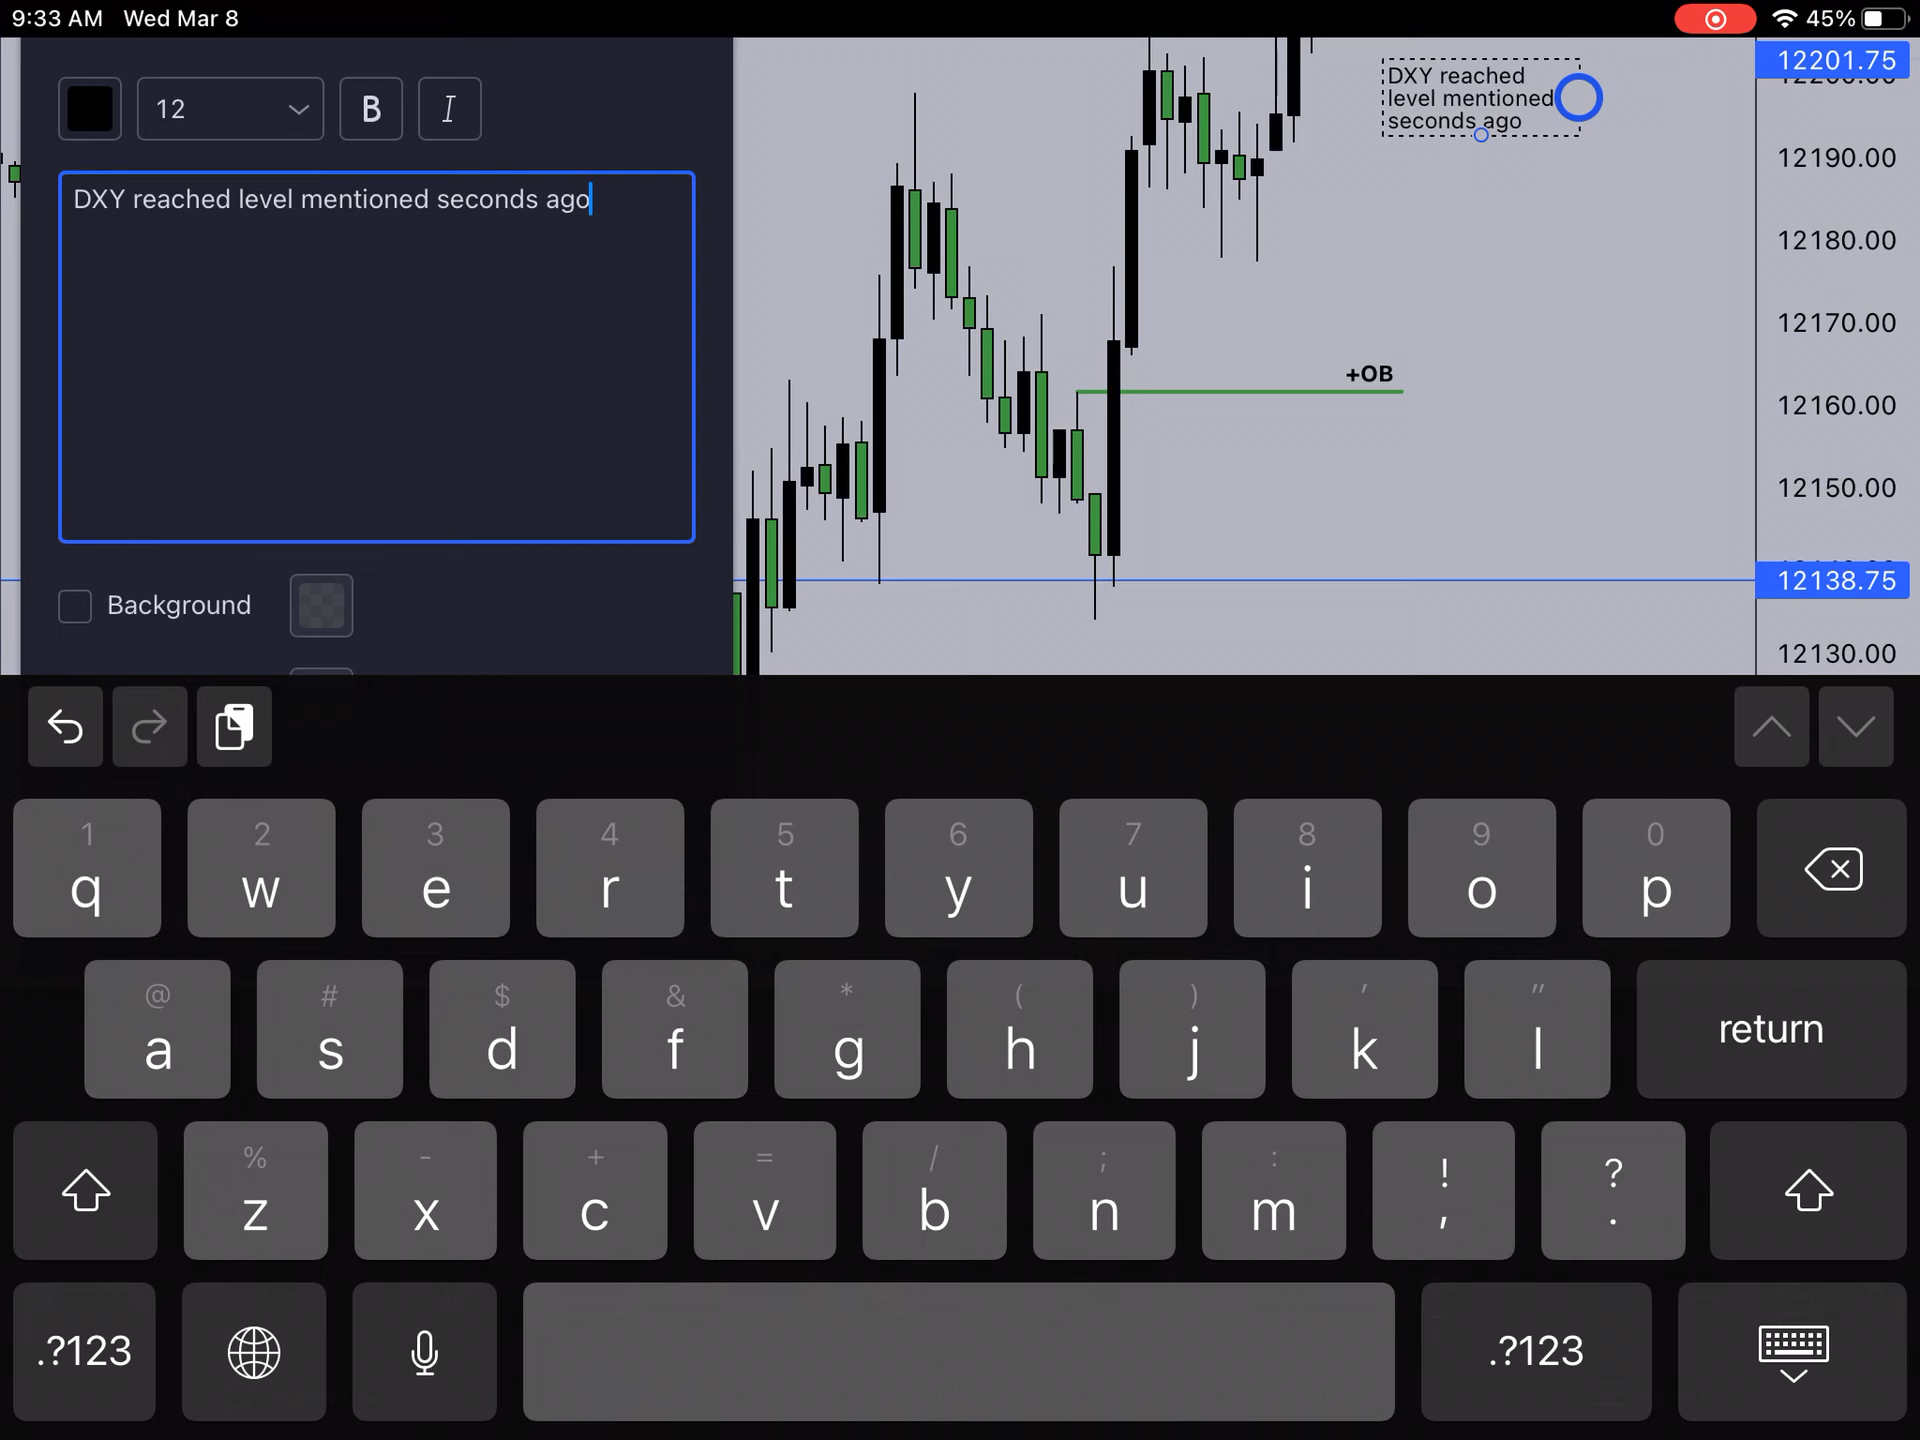 9:33 AM Wed Mar 8
45%
12
B
I
DXY reached level mentioned seconds ago
Background
DXY reached
level mentioned
seconds ago
+OB
12201.75
12190.00
12180.00
12170.00
12160.00
12150.00
12138.75
12130.00
1 2 3 4 5 6 7 8 9 0
q w e r t y u i o p
@ # $ & * ( ) ' "
a s d f g h j k l return
% - + = / ; : ! ?
z x c v b n m , .
.?123 .?123